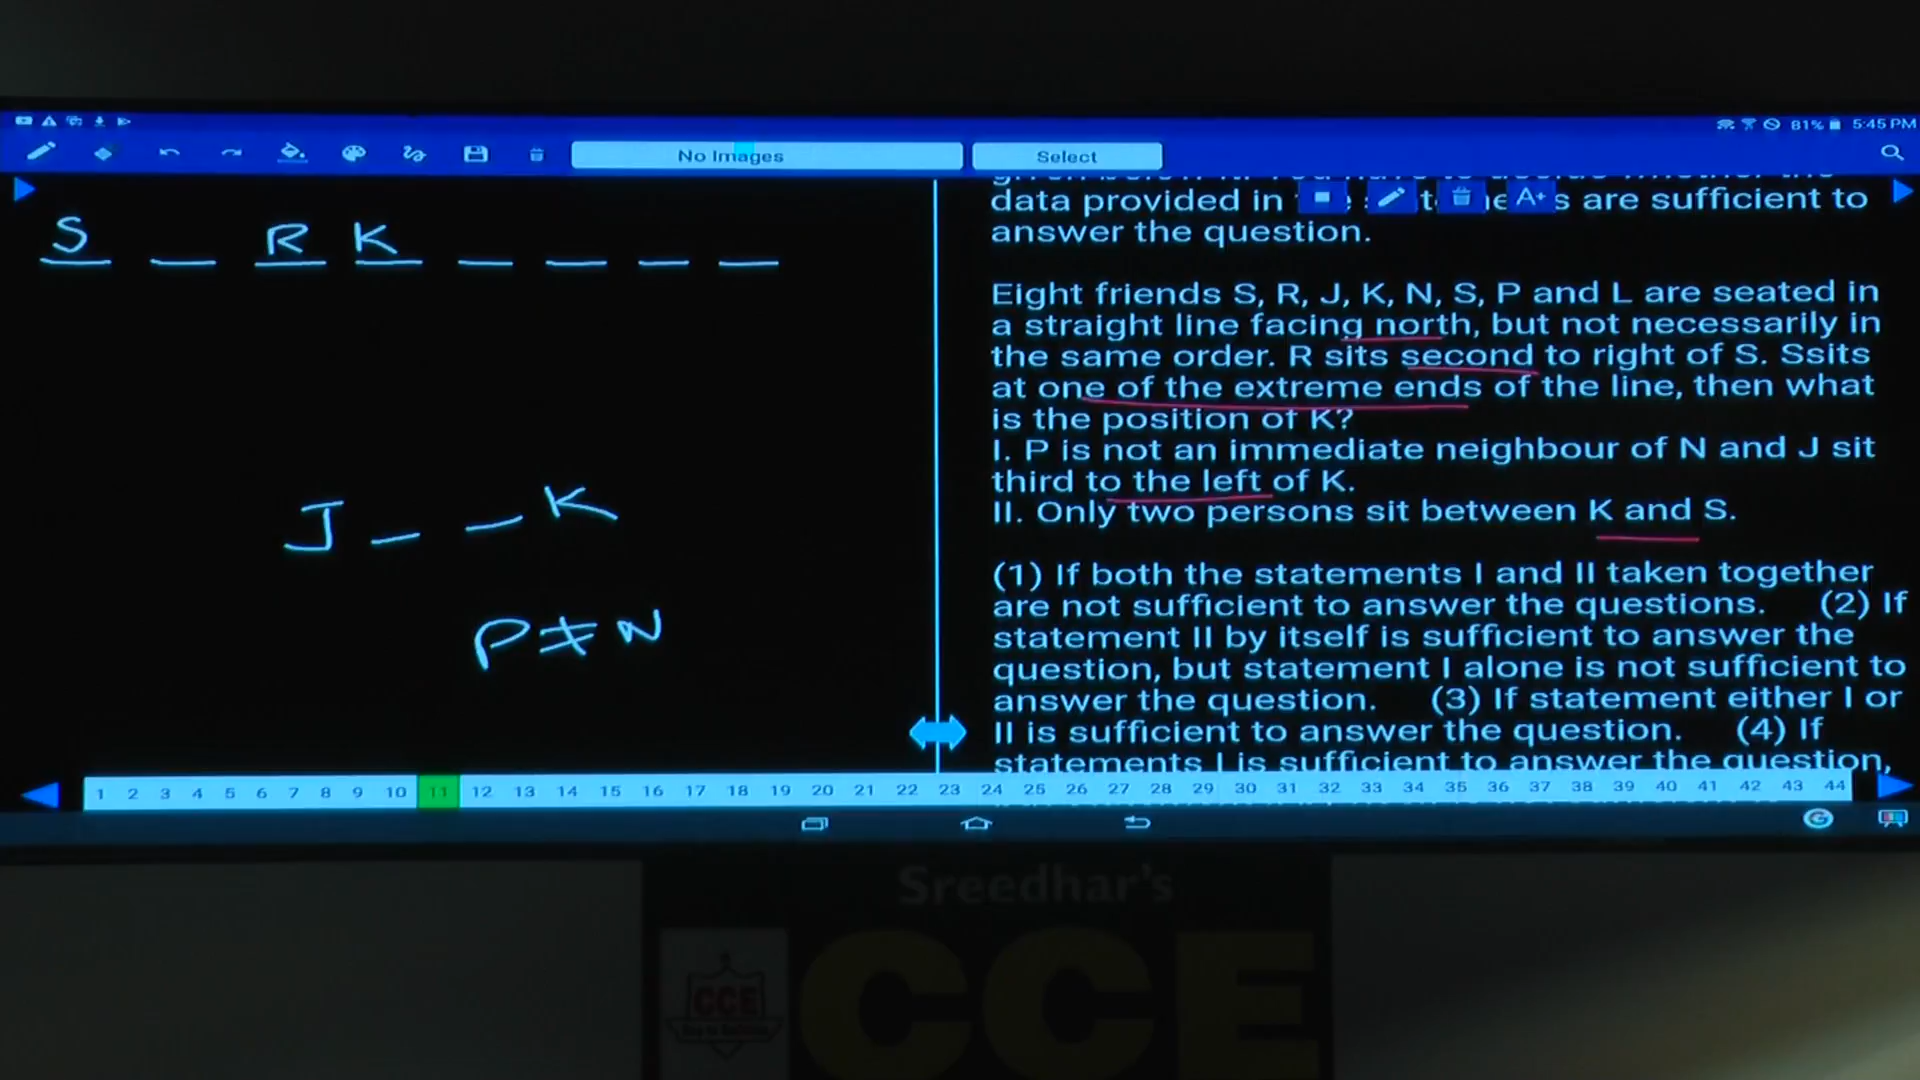 81% 5:45 PM
No Images
Select
S _ R K _ _ _ _
J _ _ K
P ≠ N
data provided in s are sufficient to
answer the question.
Eight friends S, R, J, K, N, S, P and L are seated in
a straight line facing north, but not necessarily in
the same order. R sits second to right of S. Ssits
at one of the extreme ends of the line, then what
is the position of K?
I. P is not an immediate neighbour of N and J sit
third to the left of K.
II. Only two persons sit between K and S.
(1) If both the statements I and II taken together
are not sufficient to answer the questions. (2) If
statement II by itself is sufficient to answer the
question, but statement I alone is not sufficient to
answer the question. (3) If statement either I or
II is sufficient to answer the question. (4) If
statements I is sufficient to answer the question,
1 2 3 4 5 6 7 8 9 10 11 12 13 14 15 16 17 18 19 20 21 22 23 24 25 26 27 28 29 30 31 32 33 34 35 36 37 38 39 40 41 42 43 44
Sreedhar's
CCE
CCE